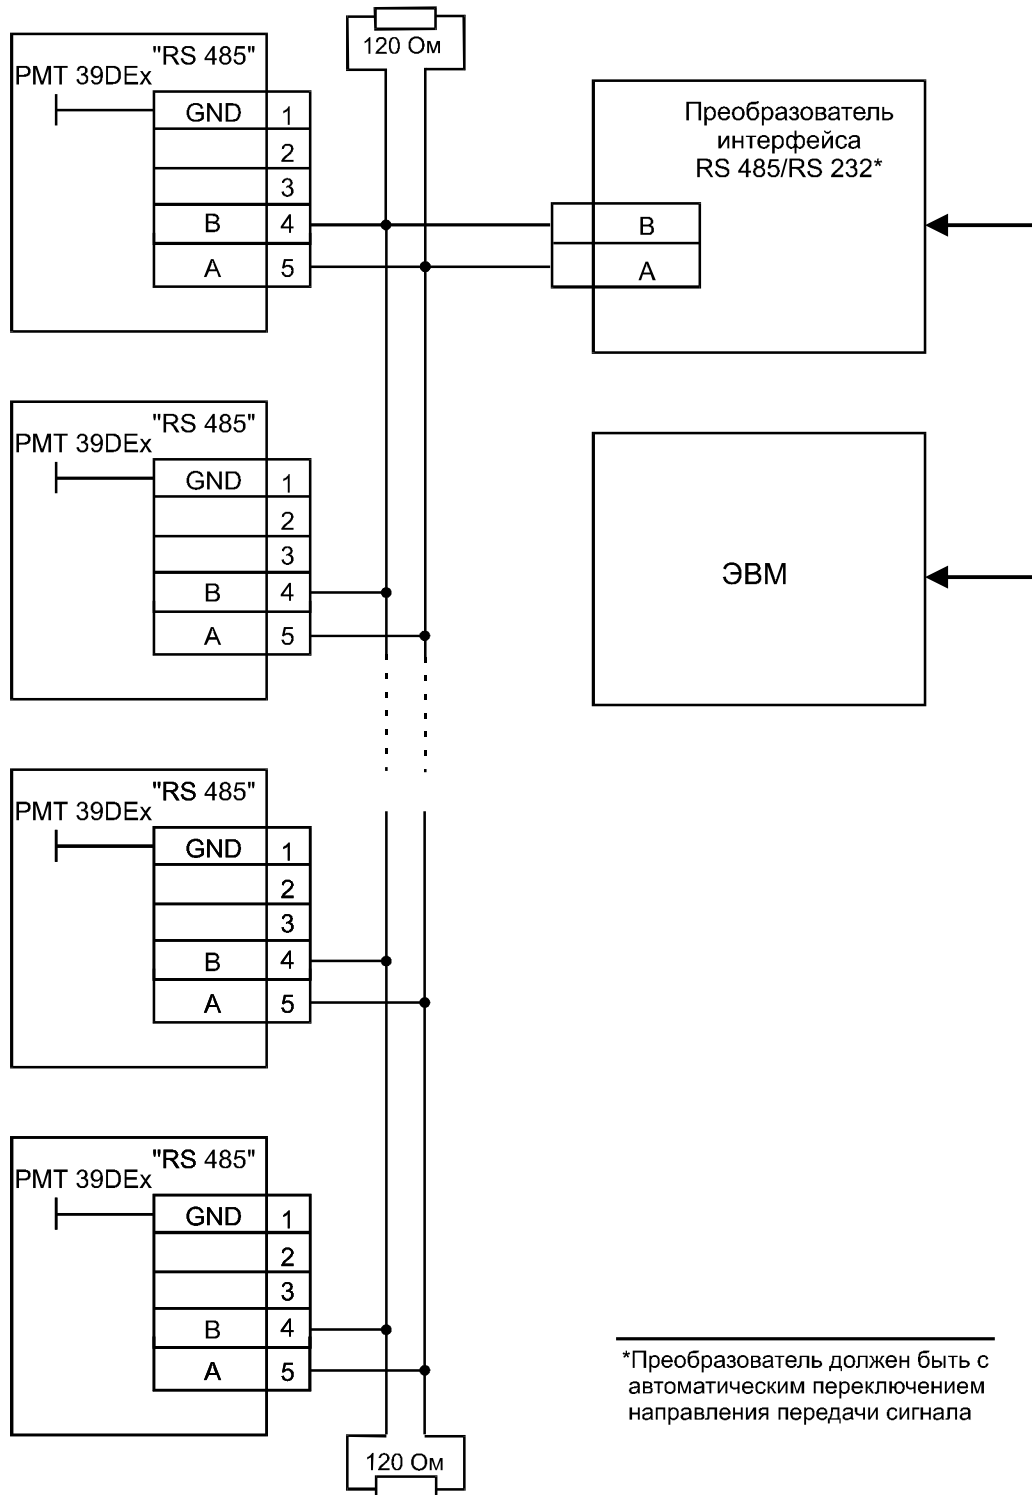 120 Ом
"RS 485"
РМТ 39DEx
GND 1
2
3
B 4
A 5
Преобразователь
интерфейса
RS 485/RS 232*
B
A
"RS 485"
РМТ 39DEx
GND 1
2
3
B 4
A 5
ЭВМ
"RS 485"
РМТ 39DEx
GND 1
2
3
B 4
A 5
"RS 485"
РМТ 39DEx
GND 1
2
3
B 4
A 5
120 Ом
*Преобразователь должен быть с
автоматическим переключением
направления передачи сигнала